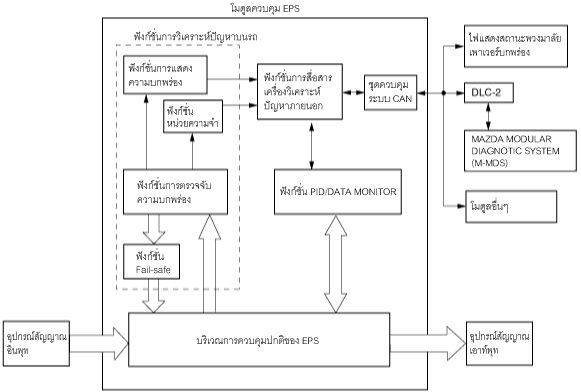 โมดูลควบคุม EPS
ฟังก์ชั่นการวิเคราะห์ปัญหาบนรถ
ฟังก์ชั่นการแสดง
ความบกพร่อง
ฟังก์ชั่น
หน่วยความจำ
ฟังก์ชั่นการสื่อสาร
เครื่องวิเคราะห์
ปัญหาภายนอก
ชุดควบคุม
ระบบ CAN
ไฟแสดงสถานะพวงมาลัย
เพาเวอร์บกพร่อง
DLC-2
MAZDA MODULAR
DIAGNOTIC SYSTEM
(M-MDS)
ฟังก์ชั่นการตรวจจับ
ความบกพร่อง
ฟังก์ชั่น PID/DATA MONITOR
โมดูลอื่นๆ
ฟังก์ชั่น
Fail-safe
อุปกรณ์สัญญาณ
อินพุท
บริเวณการควบคุมปกติของ EPS
อุปกรณ์สัญญาณ
เอาท์พุท